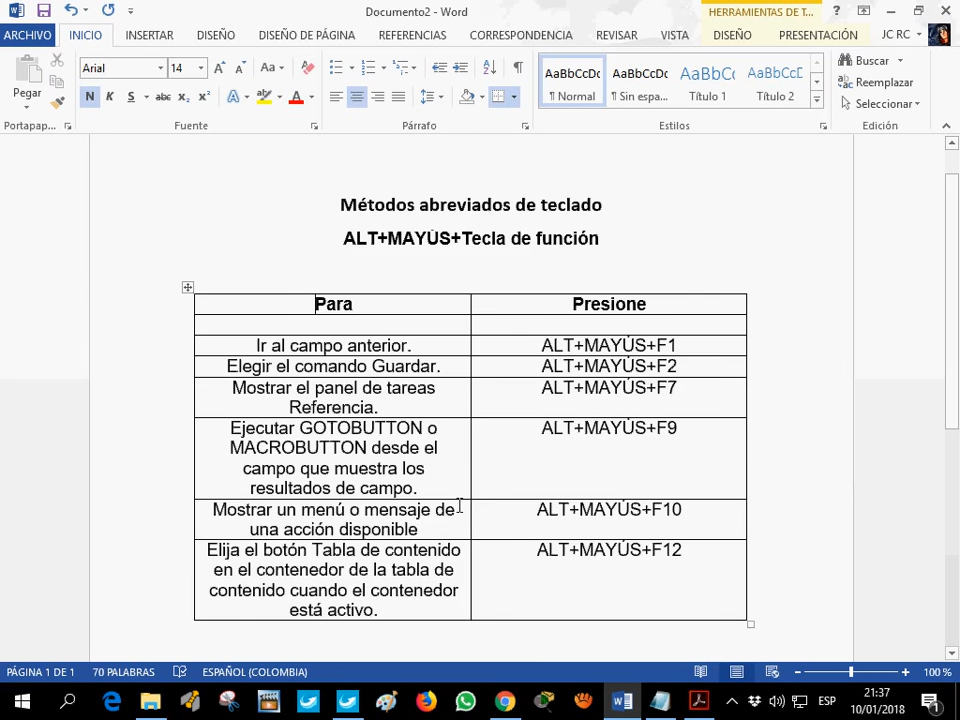 Documento2 - Word
HERRAMIENTAS DE T...
ARCHIVO INICIO INSERTAR DISEÑO DISEÑO DE PÁGINA REFERENCIAS CORRESPONDENCIA REVISAR VISTA DISEÑO PRESENTACIÓN JC RC
Arial 14 Aa
Pegar
N K S abc x₂ x² A A
AaBbCcDc AaBbCcDc AaBbCc AaBbCcD
¶ Normal ¶ Sin espa... Título 1 Título 2
Buscar
Reemplazar
Seleccionar
Portapap... Fuente Párrafo Estilos Edición
Métodos abreviados de teclado
ALT+MAYÚS+Tecla de función
Para Presione
Ir al campo anterior. ALT+MAYÚS+F1
Elegir el comando Guardar. ALT+MAYÚS+F2
Mostrar el panel de tareas ALT+MAYÚS+F7
Referencia.
Ejecutar GOTOBUTTON o ALT+MAYÚS+F9
MACROBUTTON desde el
campo que muestra los
resultados de campo.
Mostrar un menú o mensaje de ALT+MAYÚS+F10
una acción disponible
Elija el botón Tabla de contenido ALT+MAYÚS+F12
en el contenedor de la tabla de
contenido cuando el contenedor
está activo.
PÁGINA 1 DE 1 70 PALABRAS ESPAÑOL (COLOMBIA) 100 %
ESP
21:37
10/01/2018